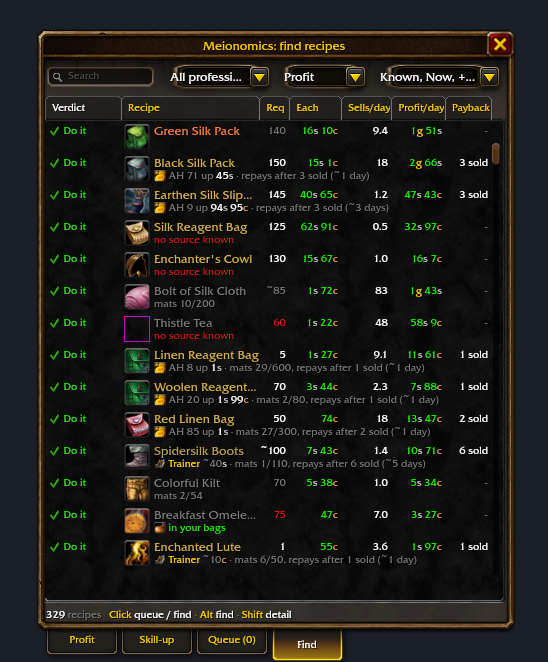 Meionomics: find recipes
Search All professi... Profit Known, Now, +...
Verdict Recipe Req Each Sells/day Profit/day Payback
Do it Green Silk Pack 140 16s 10c 9.4 1g 51s -
Do it Black Silk Pack 150 15s 1c 18 2g 66s 3 sold
AH 71 up 45s · repays after 3 sold (~1 day)
Do it Earthen Silk Slip... 145 40s 65c 1.2 47s 43c 3 sold
AH 9 up 94s 95c · repays after 3 sold (~3 days)
Do it Silk Reagent Bag 125 62s 91c 0.5 32s 97c -
no source known
Do it Enchanter's Cowl 130 15s 67c 1.0 16s 7c -
no source known
Do it Bolt of Silk Cloth ~85 1s 72c 83 1g 43s -
mats 10/200
Do it Thistle Tea 60 1s 22c 48 58s 9c -
no source known
Do it Linen Reagent Bag 5 1s 27c 9.1 11s 61c 1 sold
AH 8 up 1s · mats 29/600, repays after 1 sold (~1 day)
Do it Woolen Reagent... 70 3s 44c 2.3 7s 88c 1 sold
AH 20 up 1s 99c · mats 2/80, repays after 1 sold (~1 day)
Do it Red Linen Bag 50 74c 18 13s 47c 2 sold
AH 85 up 1s · mats 27/300, repays after 2 sold (~1 day)
Do it Spidersilk Boots ~100 7s 43c 1.4 10s 71c 6 sold
Trainer ~40s · mats 1/110, repays after 6 sold (~5 days)
Do it Colorful Kilt 70 5s 38c 1.0 5s 34c -
mats 2/54
Do it Breakfast Omele... 75 47c 7.0 3s 27c -
in your bags
Do it Enchanted Lute 1 55c 3.6 1s 97c 1 sold
Trainer ~10c · mats 6/50, repays after 1 sold (~1 day)
329 recipes Click queue / find · Alt find · Shift detail
Profit Skill-up Queue (0) Find